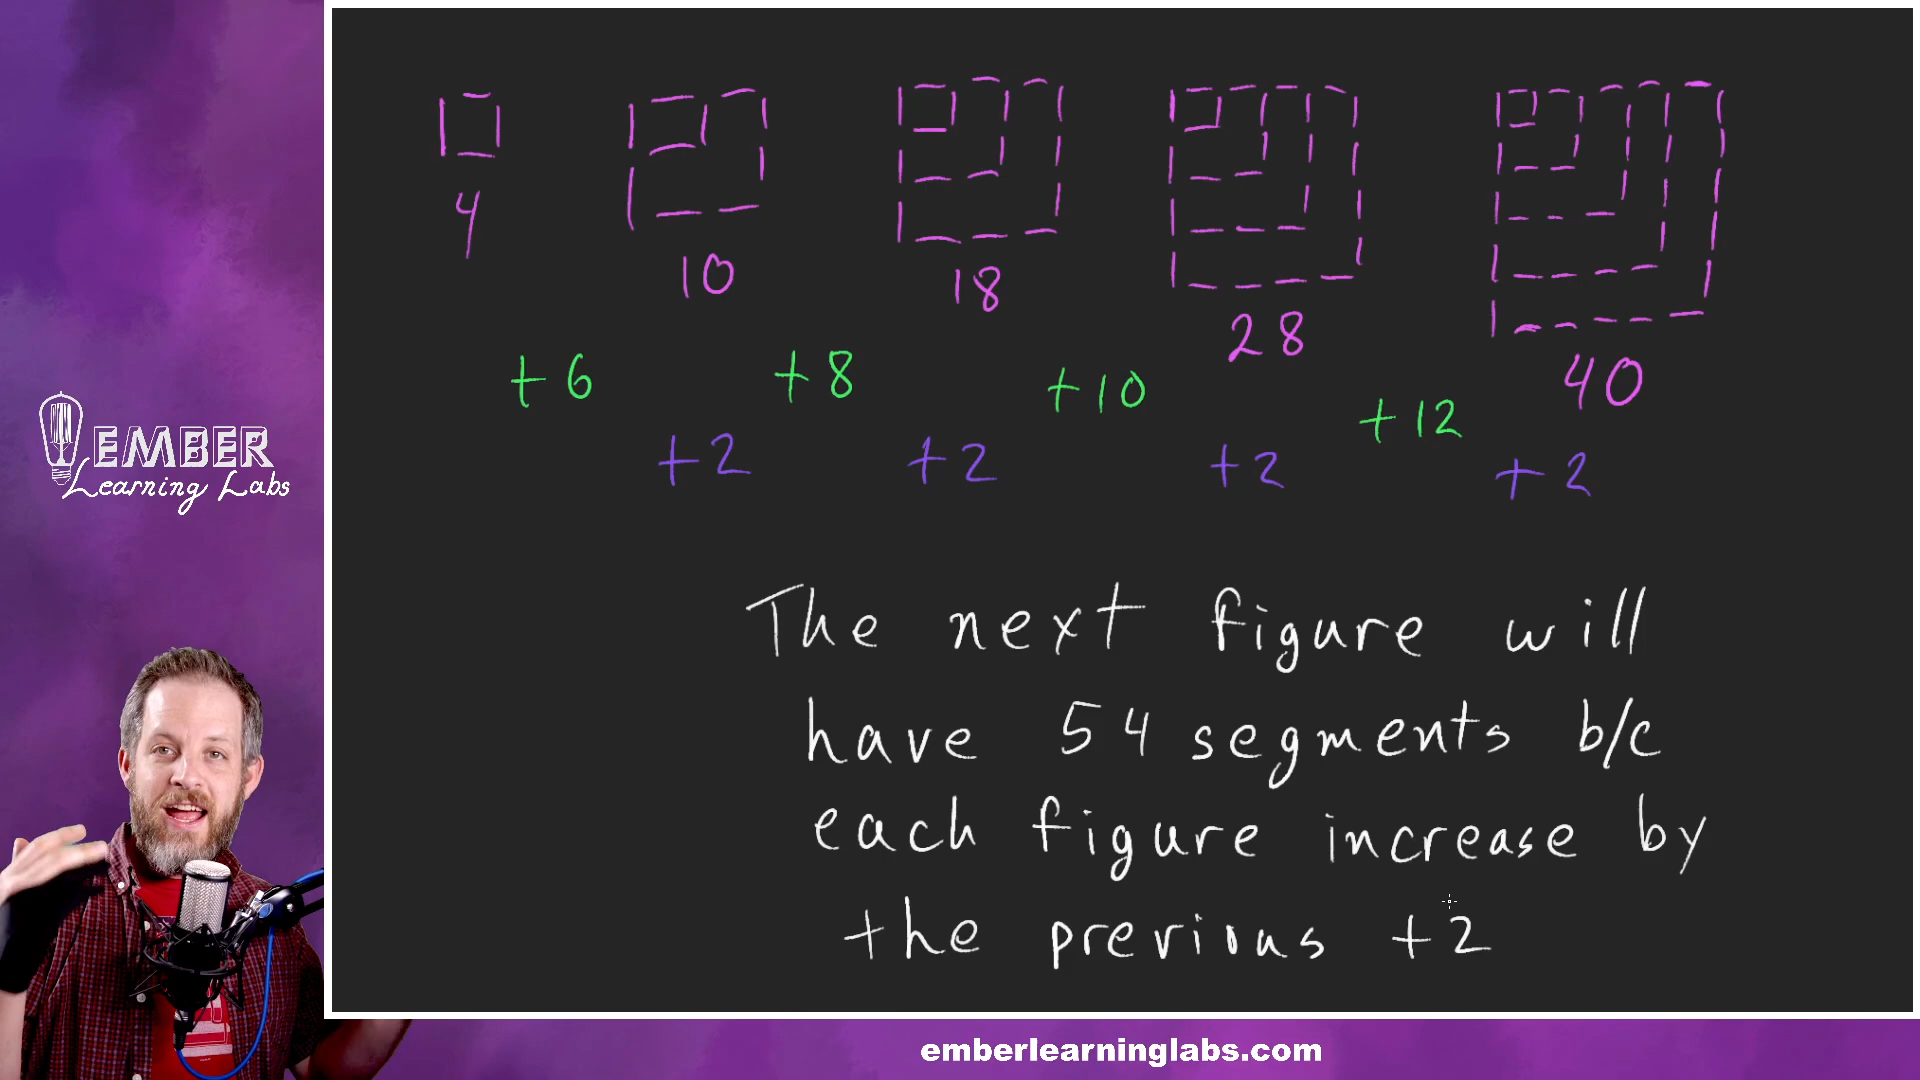 4
10
18
28
40
+6
+8
+10
+12
+2
+2
+2
+2
EMBER
Learning Labs
The next figure will
have 54 segments b/c
each figure increase by
the previous +2
emberlearninglabs.com